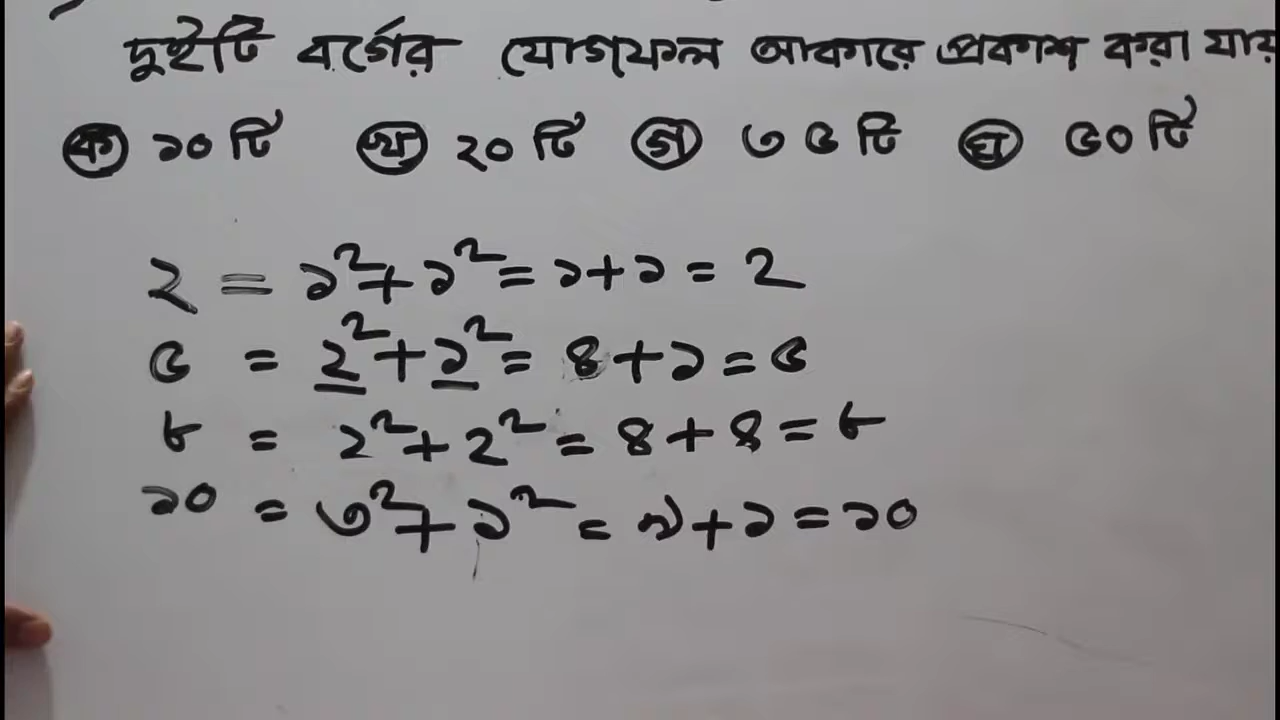 দুইটি বর্গের যোগফল আকারে প্রকাশ করা যায়
ক ১০ টি খ ২০ টি গ ৩৫ টি ঘ ৫০ টি
২ = ১² + ১² = ১ + ১ = ২
৫ = ২² + ১² = ৪ + ১ = ৫
৮ = ২² + ২² = ৪ + ৪ = ৮
১০ = ৩² + ১² = ৯ + ১ = ১০